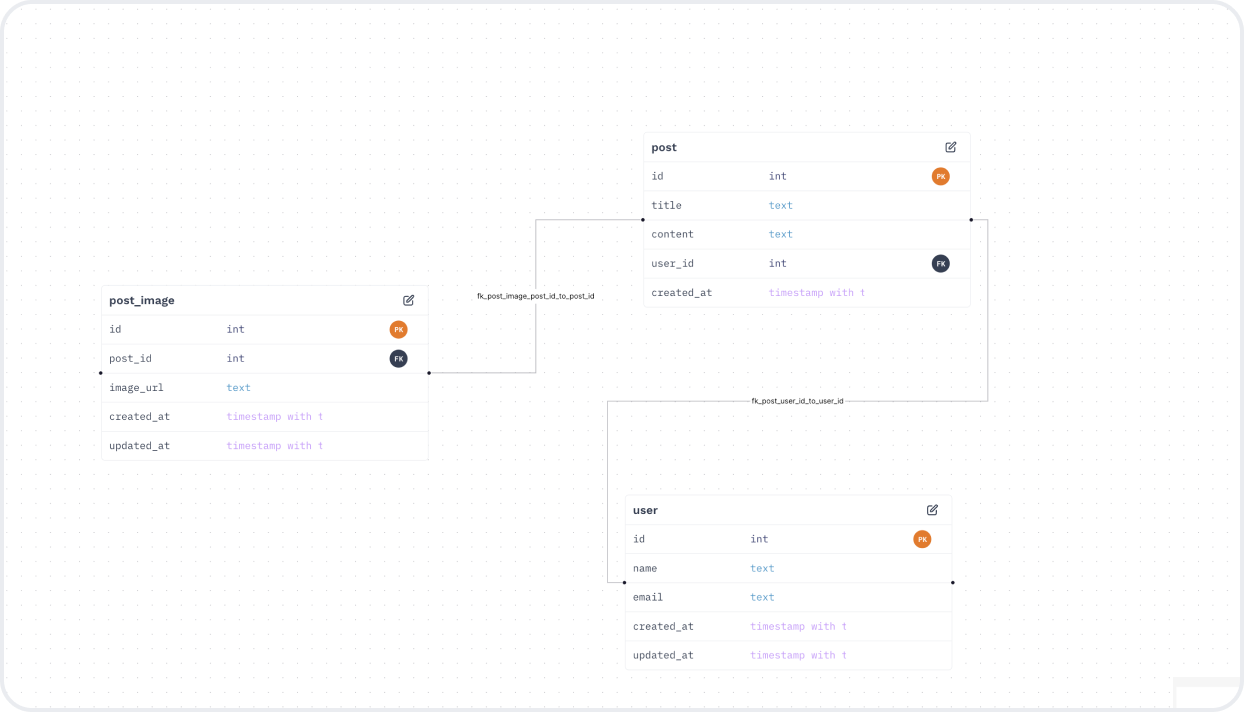 post
id int PK
title text
content text
user_id int FK
created_at timestamp with t
fk_post_image_post_id_to_post_id
post_image
id int PK
post_id int FK
image_url text
created_at timestamp with t
updated_at timestamp with t
fk_post_user_id_to_user_id
user
id int PK
name text
email text
created_at timestamp with t
updated_at timestamp with t